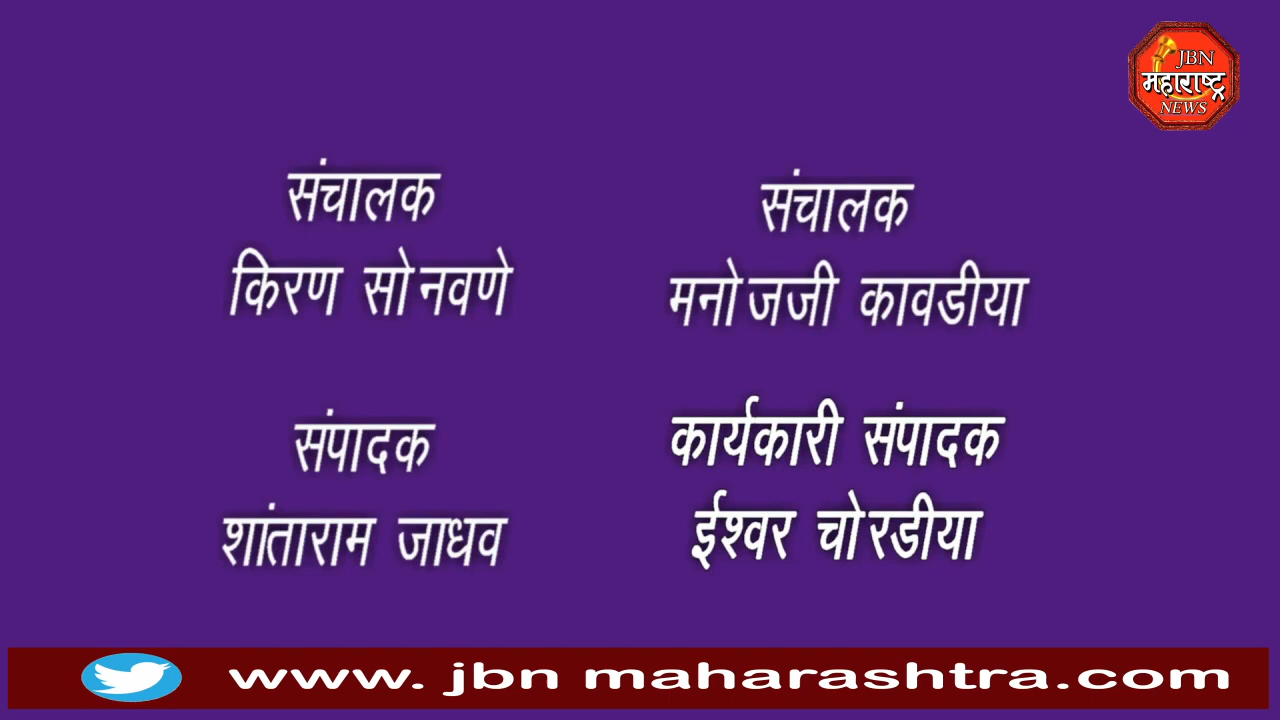 JBN
महाराष्ट्र
NEWS
संचालक
किरण सोनवणे
संचालक
मनोजजी कावडीया
संपादक
शांताराम जाधव
कार्यकारी संपादक
ईश्वर चोरडीया
www. jbn maharashtra.com